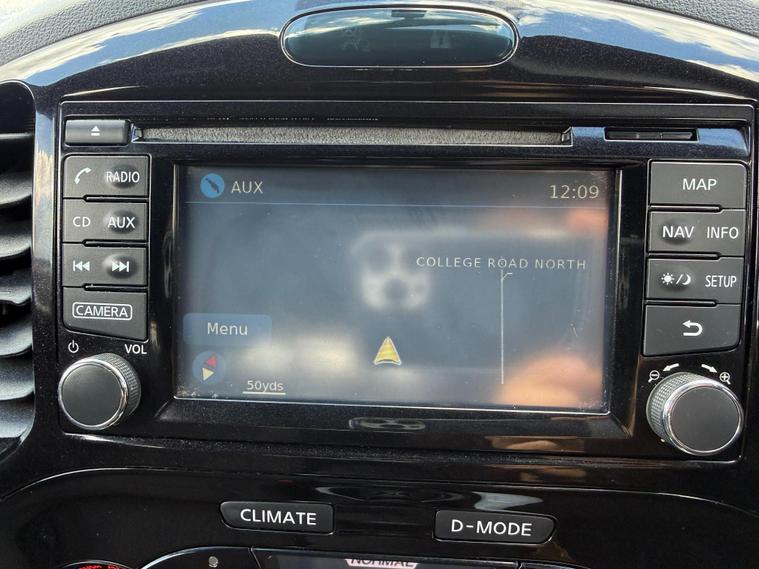 RADIO
CD AUX
CAMERA
VOL
AUX 12:09
COLLEGE ROAD NORTH
Menu
50yds
MAP
NAV INFO
SETUP
CLIMATE
D-MODE
NORMAL